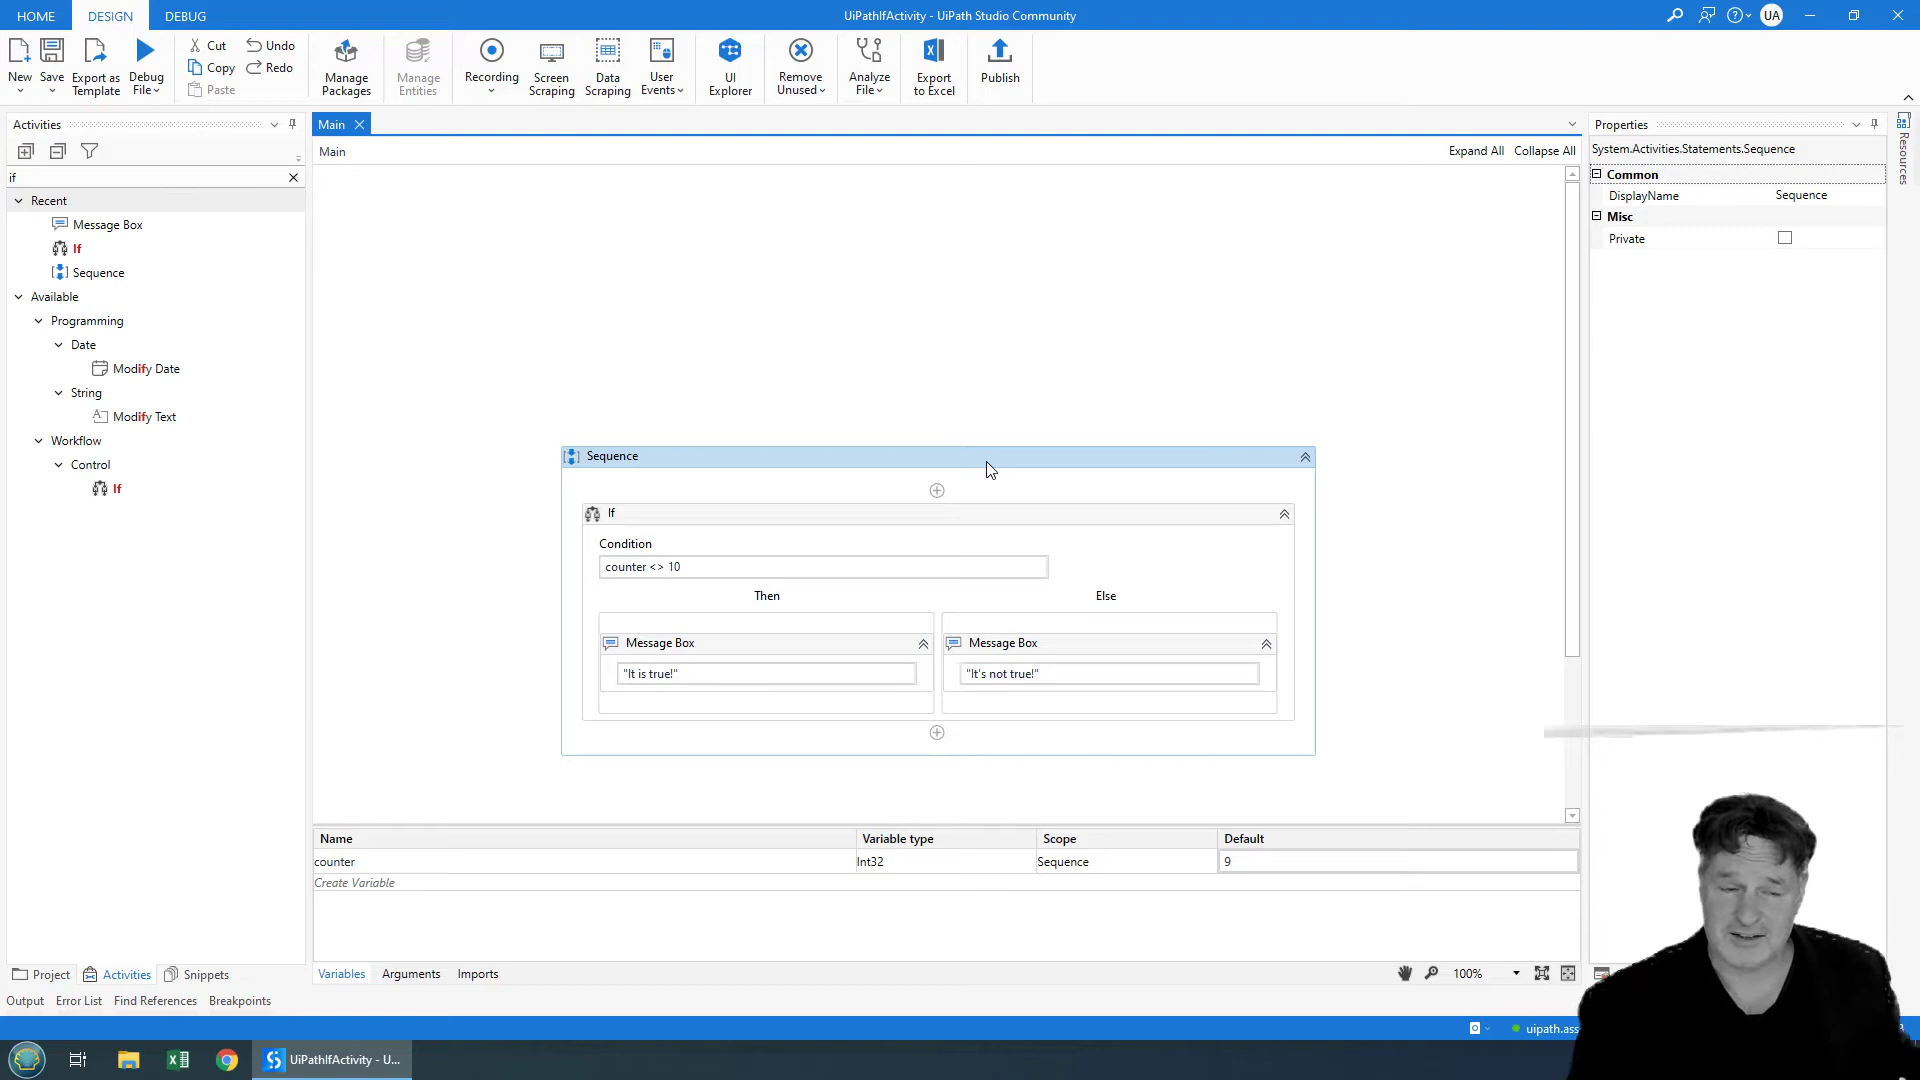 HOME DESIGN DEBUG
UiPathIfActivity - UiPath Studio Community
UA
New Save Export as Template Debug File
Cut Copy Paste
Undo Redo
Manage Packages
Manage Entities
Recording
Screen Scraping
Data Scraping
User Events
UI Explorer
Remove Unused
Analyze File
Export to Excel
Publish
Activities
if
Recent
Message Box
If
Sequence
Available
Programming
Date
Modify Date
String
Modify Text
Workflow
Control
If
Main
Main
Expand All Collapse All
Sequence
If
Condition
counter <> 10
Then Else
Message Box Message Box
"It is true!" "It's not true!"
Name Variable type Scope Default
counter Int32 Sequence 9
Create Variable
Variables Arguments Imports
100%
Properties
System.Activities.Statements.Sequence
Common
DisplayName Sequence
Misc
Private
Resources
Project Activities Snippets
Output Error List Find References Breakpoints
uipath.ass
UiPathIfActivity - U...